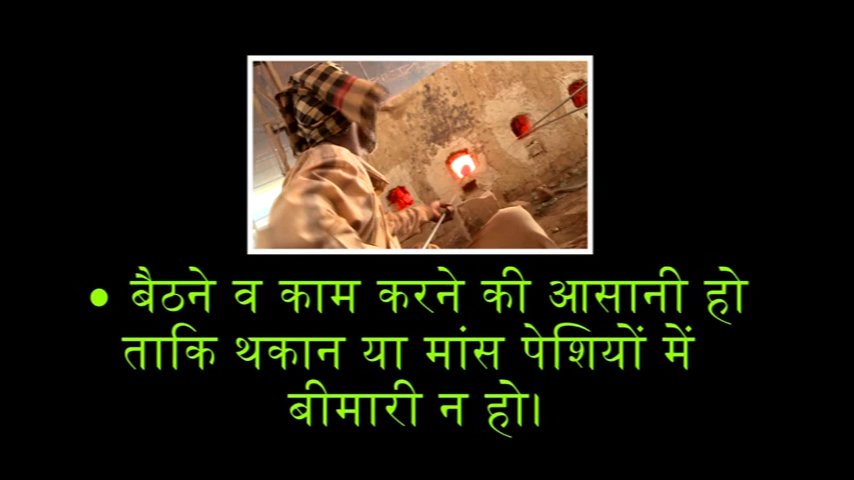 • बैठने व काम करने की आसानी हो
ताकि थकान या मांस पेशियों में
बीमारी न हो।